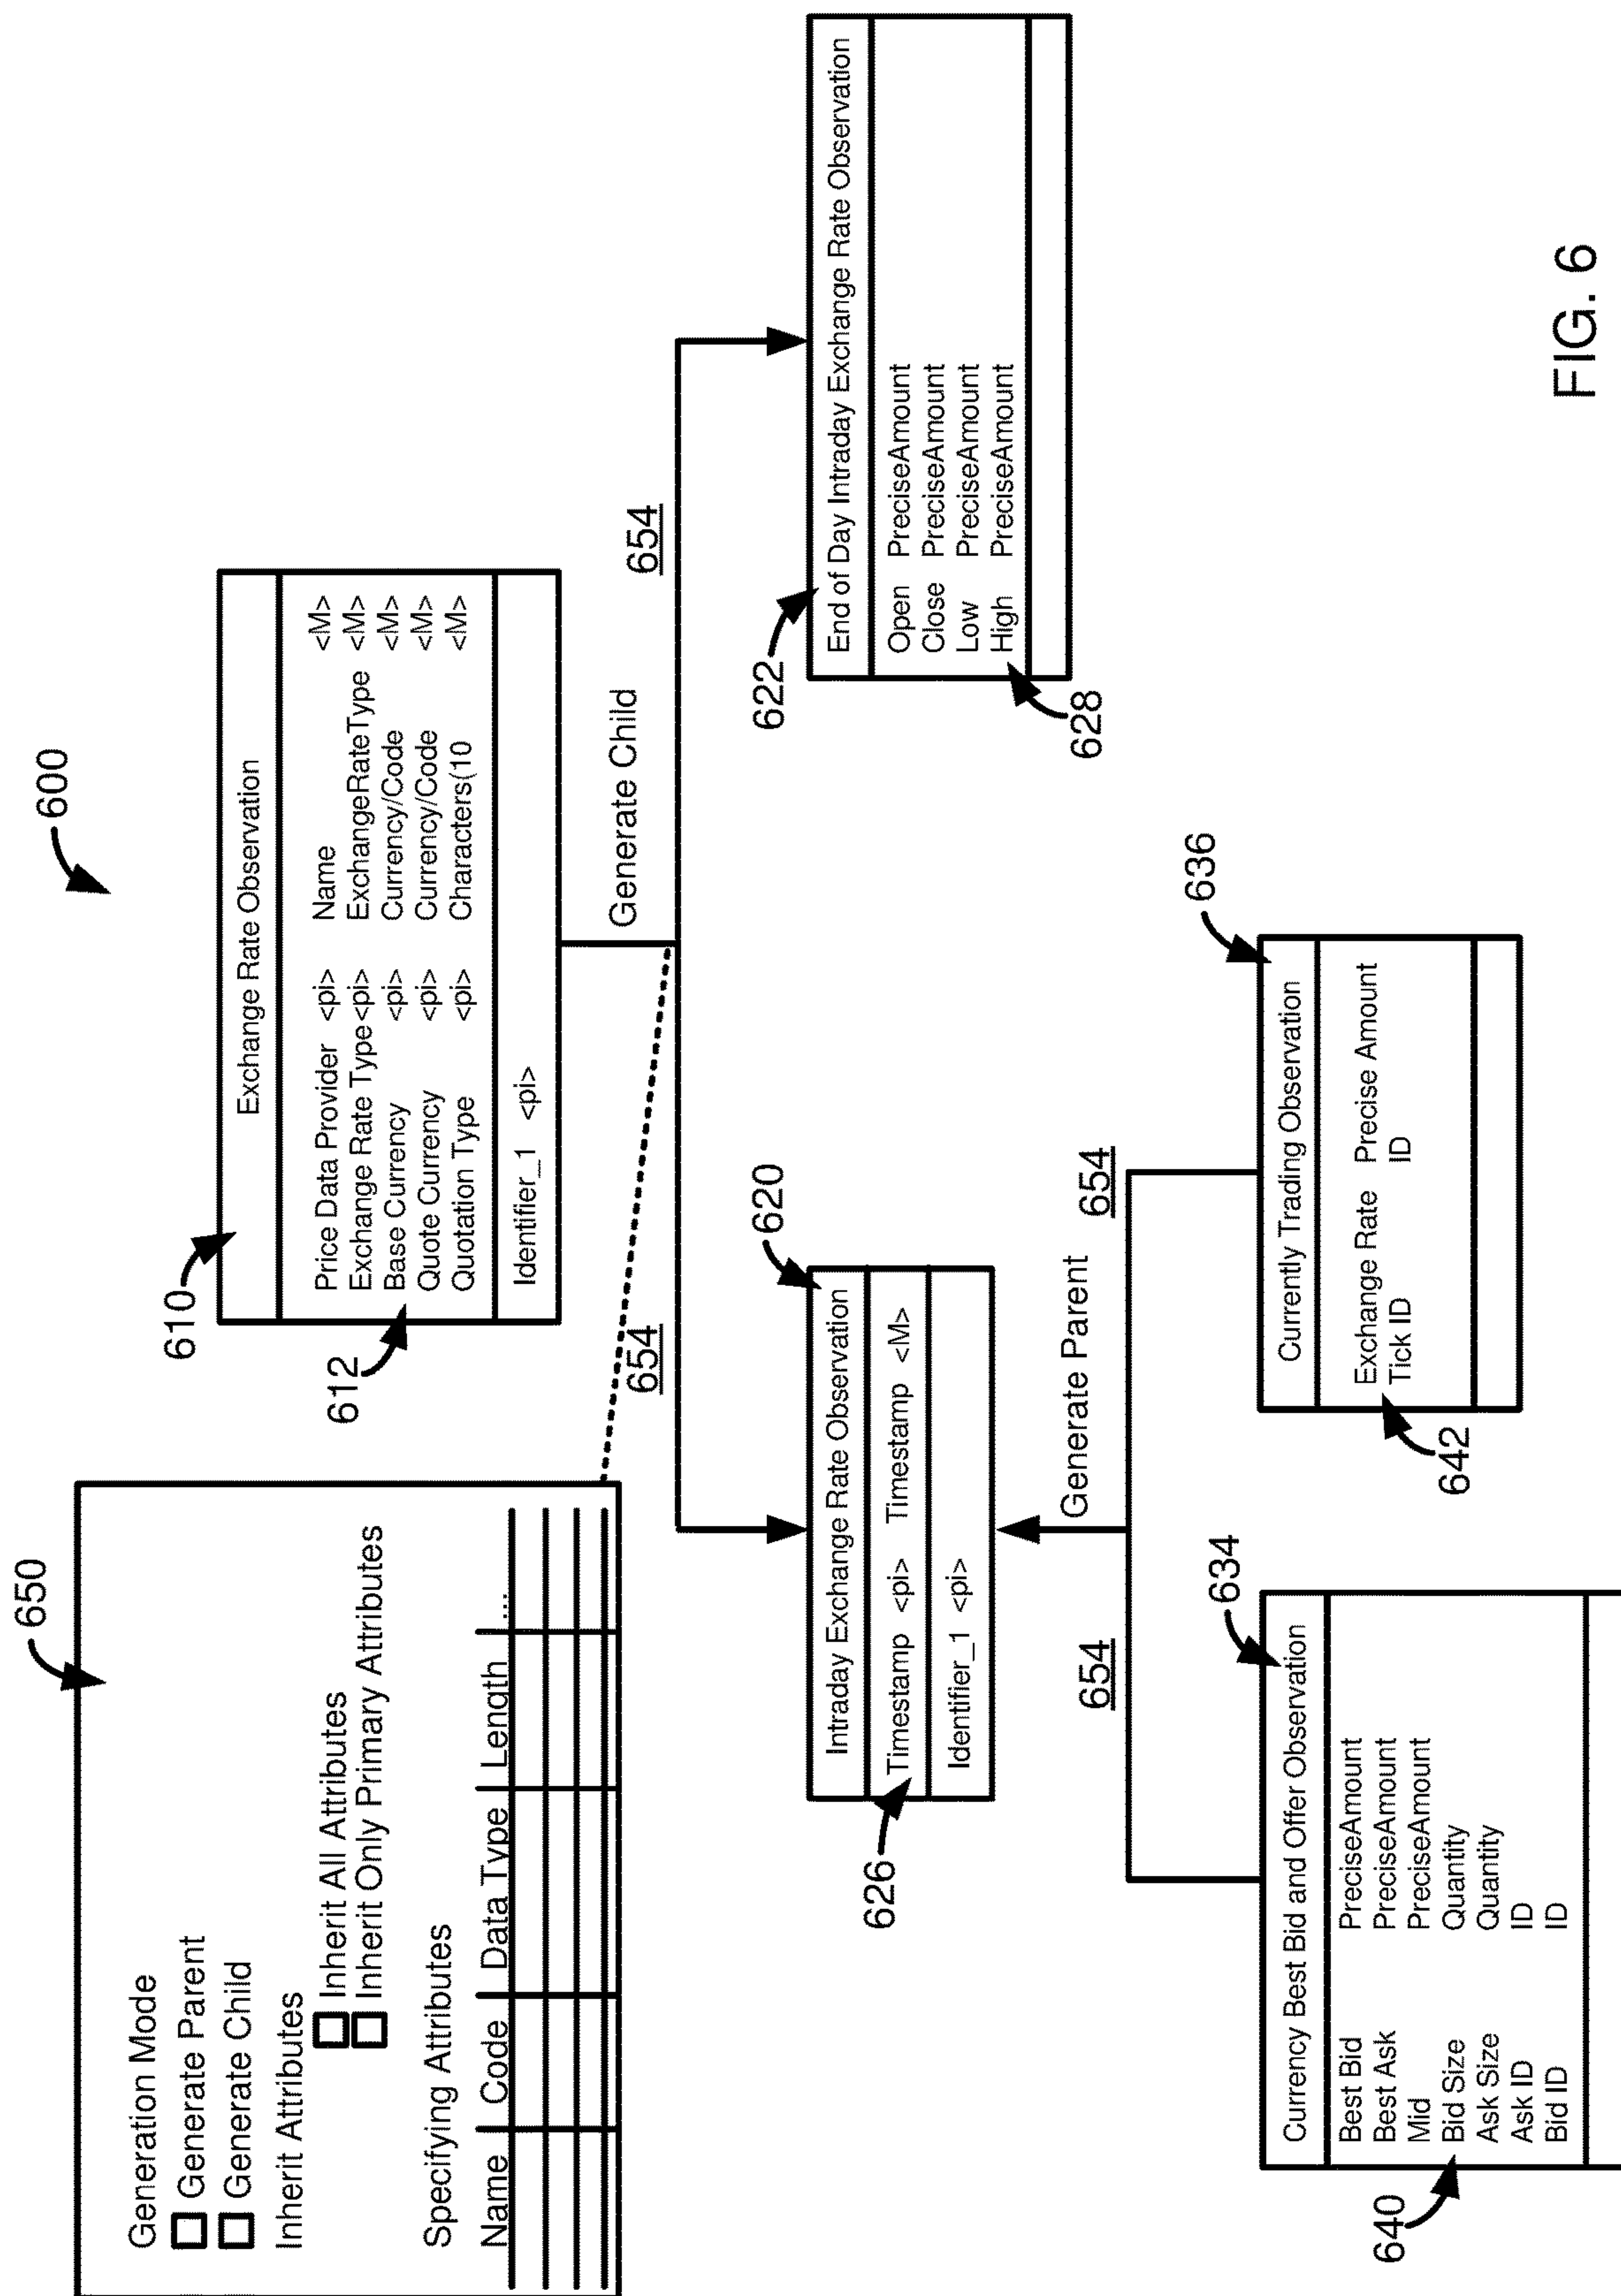 600
650
Generation Mode
Generate Parent
Generate Child
Inherit Attributes
Inherit All Attributes
Inherit Only Primary Attributes
Specifying Attributes
Name Code Data Type Length ...
610
Exchange Rate Observation
612
Price Data Provider <pi> Name <M>
Exchange Rate Type <pi> ExchangeRateType <M>
Base Currency <pi> Currency/Code <M>
Quote Currency <pi> Currency/Code <M>
Quotation Type <pi> Characters(10 <M>
Identifier_1 <pi>
Generate Child
654
654
620
Intraday Exchange Rate Observation
626
Timestamp <pi> Timestamp <M>
Identifier_1 <pi>
622
End of Day Intraday Exchange Rate Observation
628
Open PreciseAmount
Close PreciseAmount
Low PreciseAmount
High PreciseAmount
Generate Parent
654
654
634
Currency Best Bid and Offer Observation
640
Best Bid PreciseAmount
Best Ask PreciseAmount
Mid PreciseAmount
Bid Size Quantity
Ask Size Quantity
Ask ID ID
Bid ID ID
636
Currently Trading Observation
642
Exchange Rate Precise Amount
Tick ID ID
FIG. 6